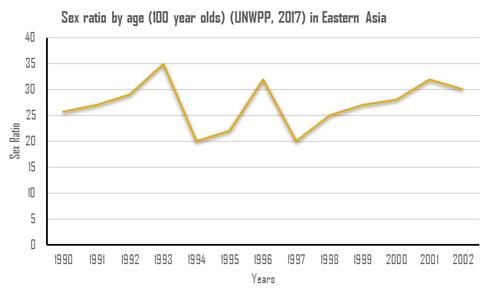 Sex ratio by age (100 year olds) (UNWPP, 2017) in Eastern Asia
40
35
30
25
20
15
10
5
0
Sex Ratio
1990 1991 1992 1993 1994 1995 1996 1997 1998 1999 2000 2001 2002
Years